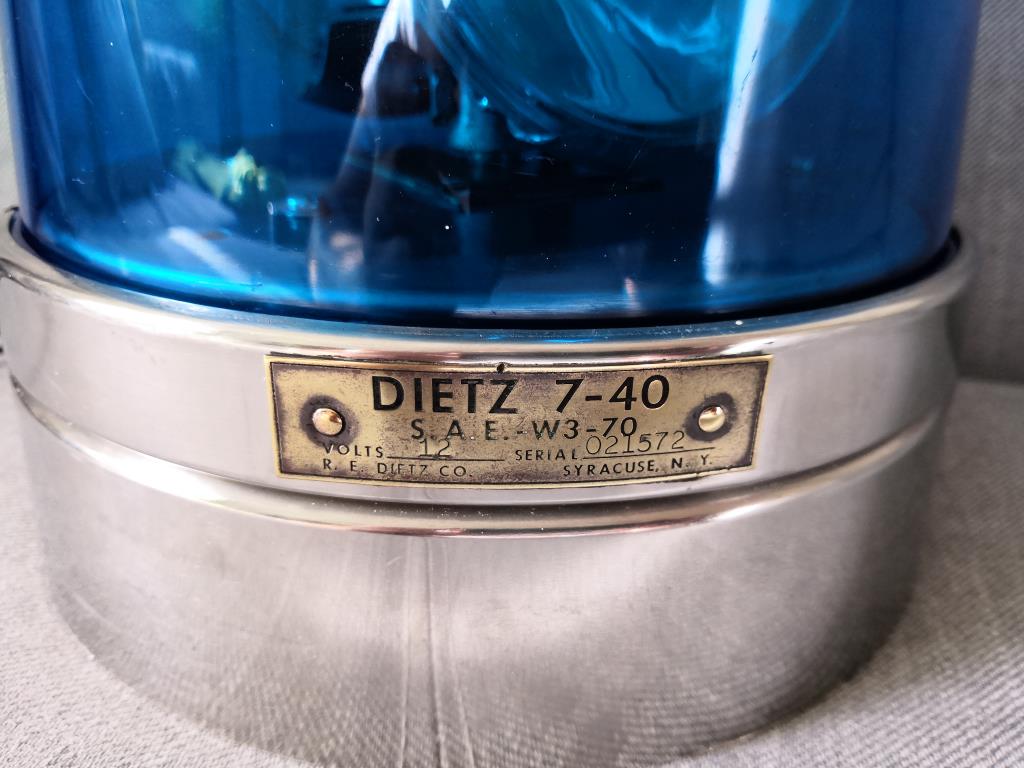 DIETZ 7-40
S.A.E.-W3-70
VOLTS 12 SERIAL 021572
R. E. DIETZ CO. SYRACUSE, N. Y.